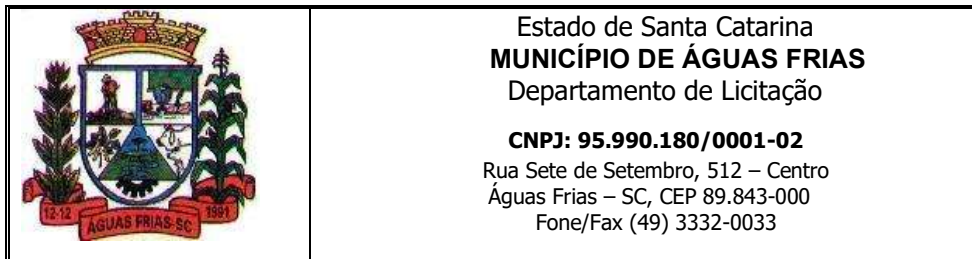 12-12
ÁGUAS FRIAS-SC
1991
Estado de Santa Catarina
MUNICÍPIO DE ÁGUAS FRIAS
Departamento de Licitação
CNPJ: 95.990.180/0001-02
Rua Sete de Setembro, 512 – Centro
Águas Frias – SC, CEP 89.843-000
Fone/Fax (49) 3332-0033